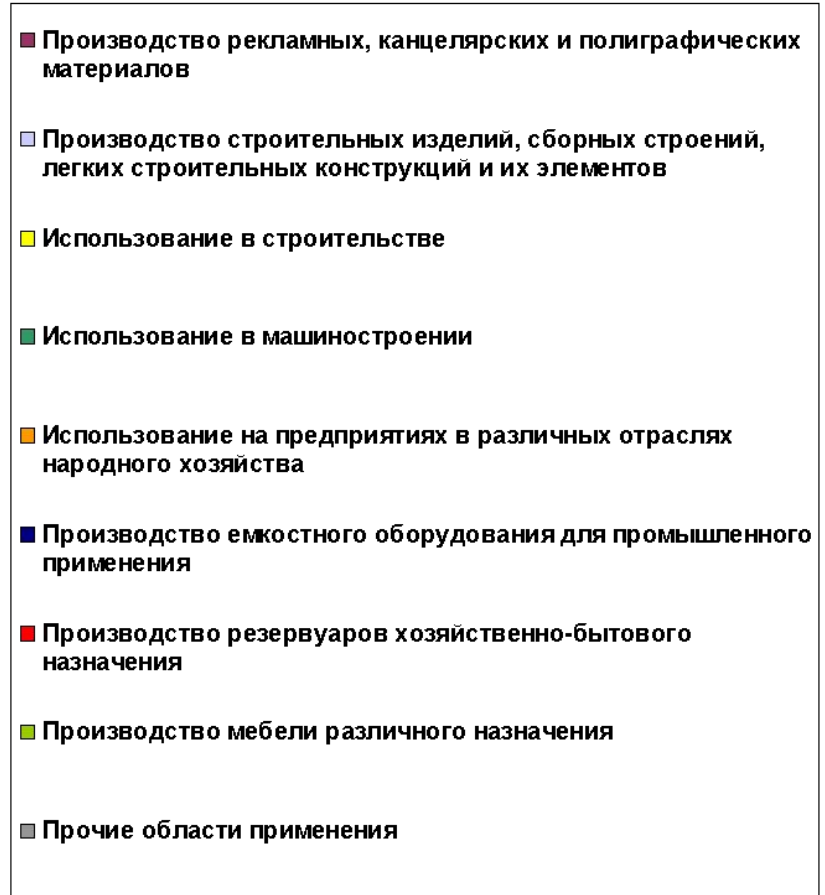 Производство рекламных, канцелярских и полиграфических
материалов
Производство строительных изделий, сборных строений,
легких строительных конструкций и их элементов
Использование в строительстве
Использование в машиностроении
Использование на предприятиях в различных отраслях
народного хозяйства
Производство емкостного оборудования для промышленного
применения
Производство резервуаров хозяйственно-бытового
назначения
Производство мебели различного назначения
Прочие области применения